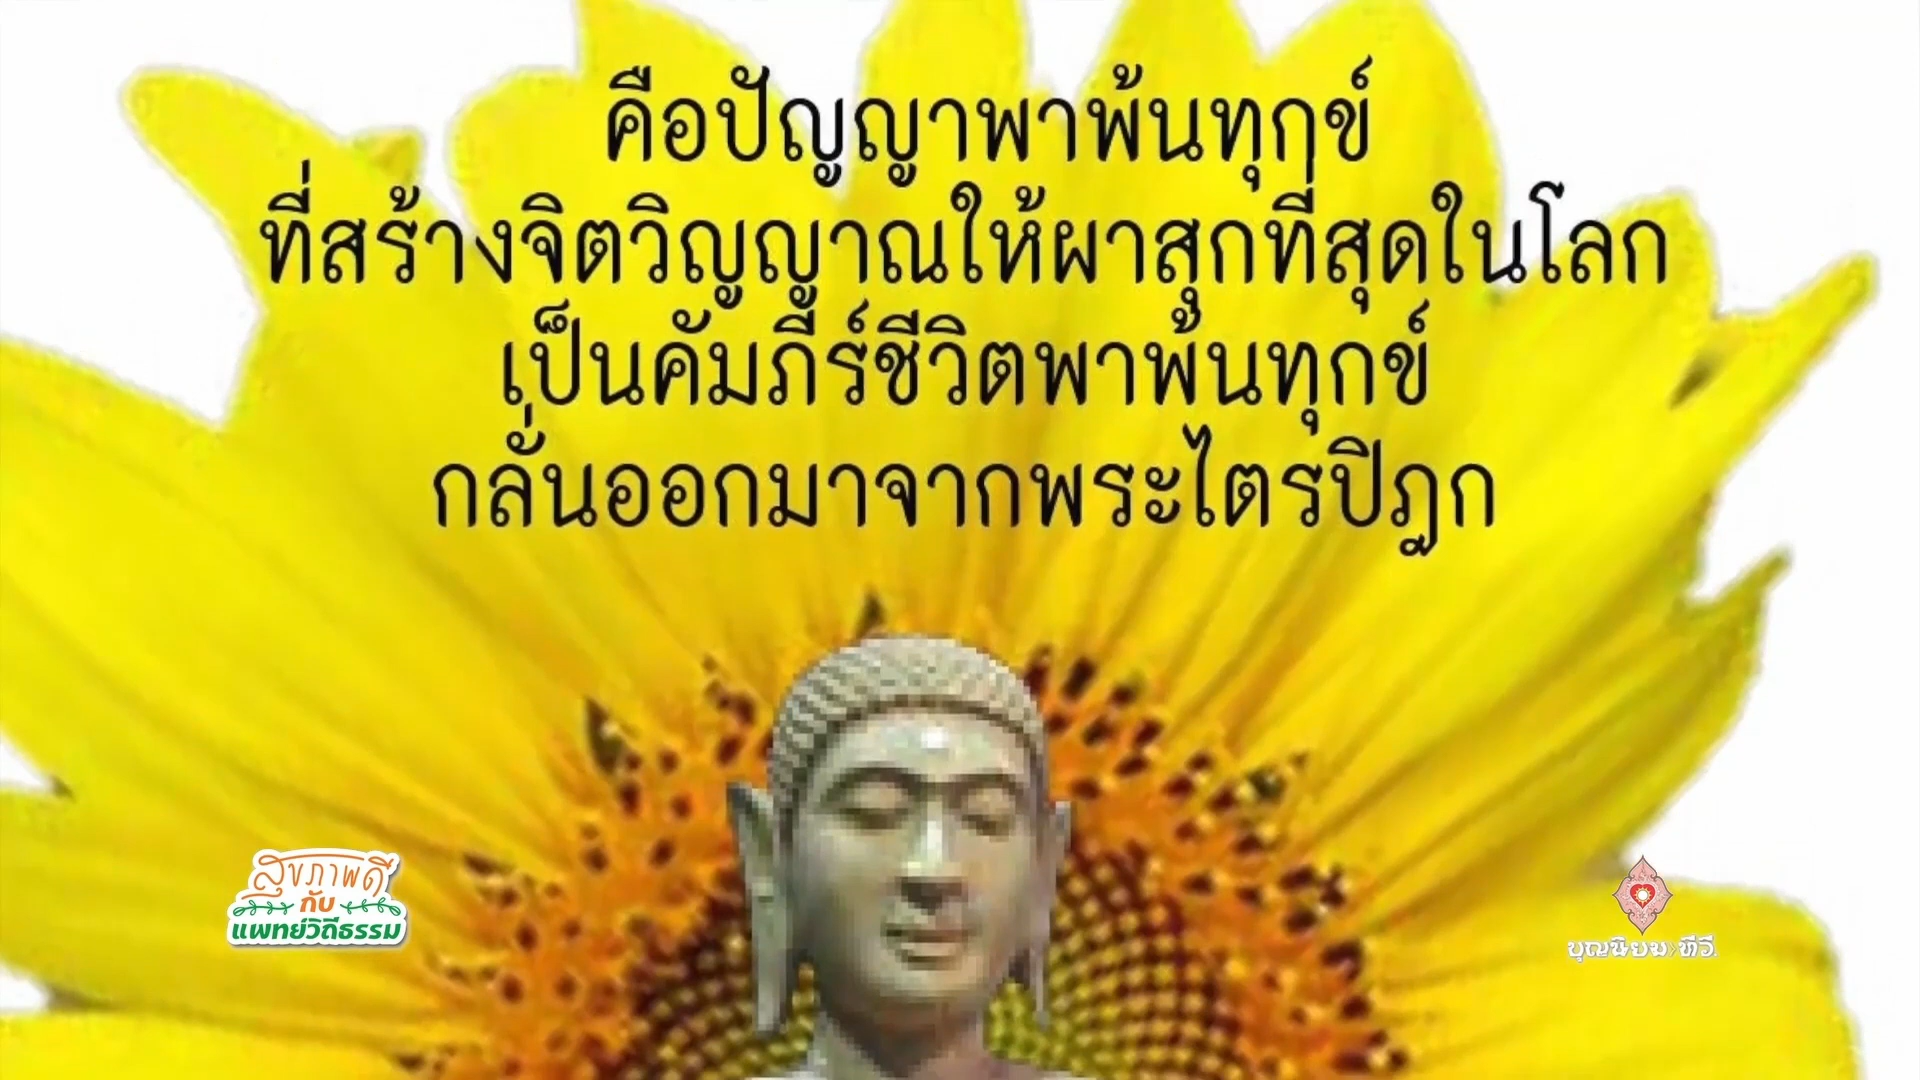 คือปัญญาพาพ้นทุกข์
ที่สร้างจิตวิญญาณให้ผาสุกที่สุดในโลก
เป็นคัมภีร์ชีวิตพาพ้นทุกข์
กลั่นออกมาจากพระไตรปิฎก
สุขภาพดี
กับ
แพทย์วิถีธรรม
บุญนิยมทีวี